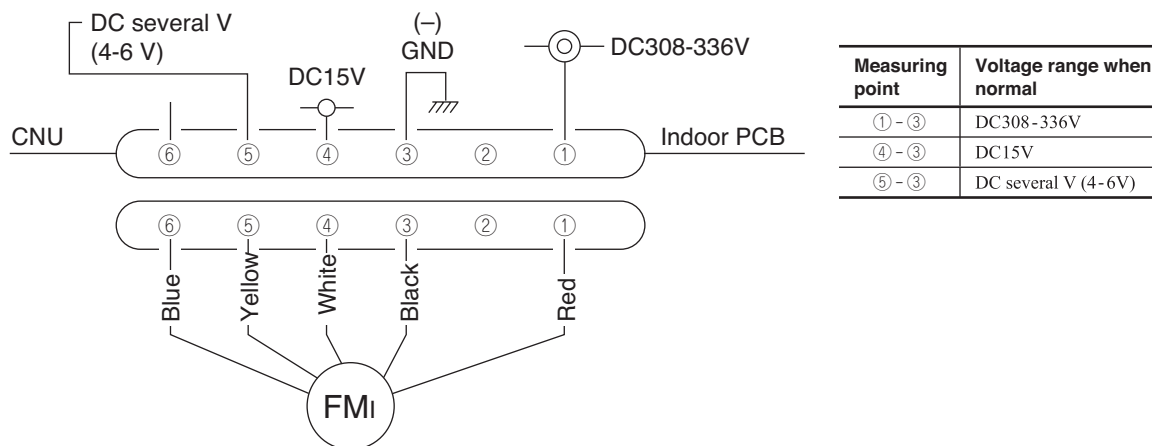 DC several V
(4-6 V)
(–)
GND
DC15V
DC308-336V
CNU
⑥ ⑤ ④ ③ ② ①
Indoor PCB
⑥ ⑤ ④ ③ ② ①
Blue
Yellow
White
Black
Red
FMI
Measuring point
Voltage range when normal
①-③ DC308-336V
④-③ DC15V
⑤-③ DC several V (4-6V)